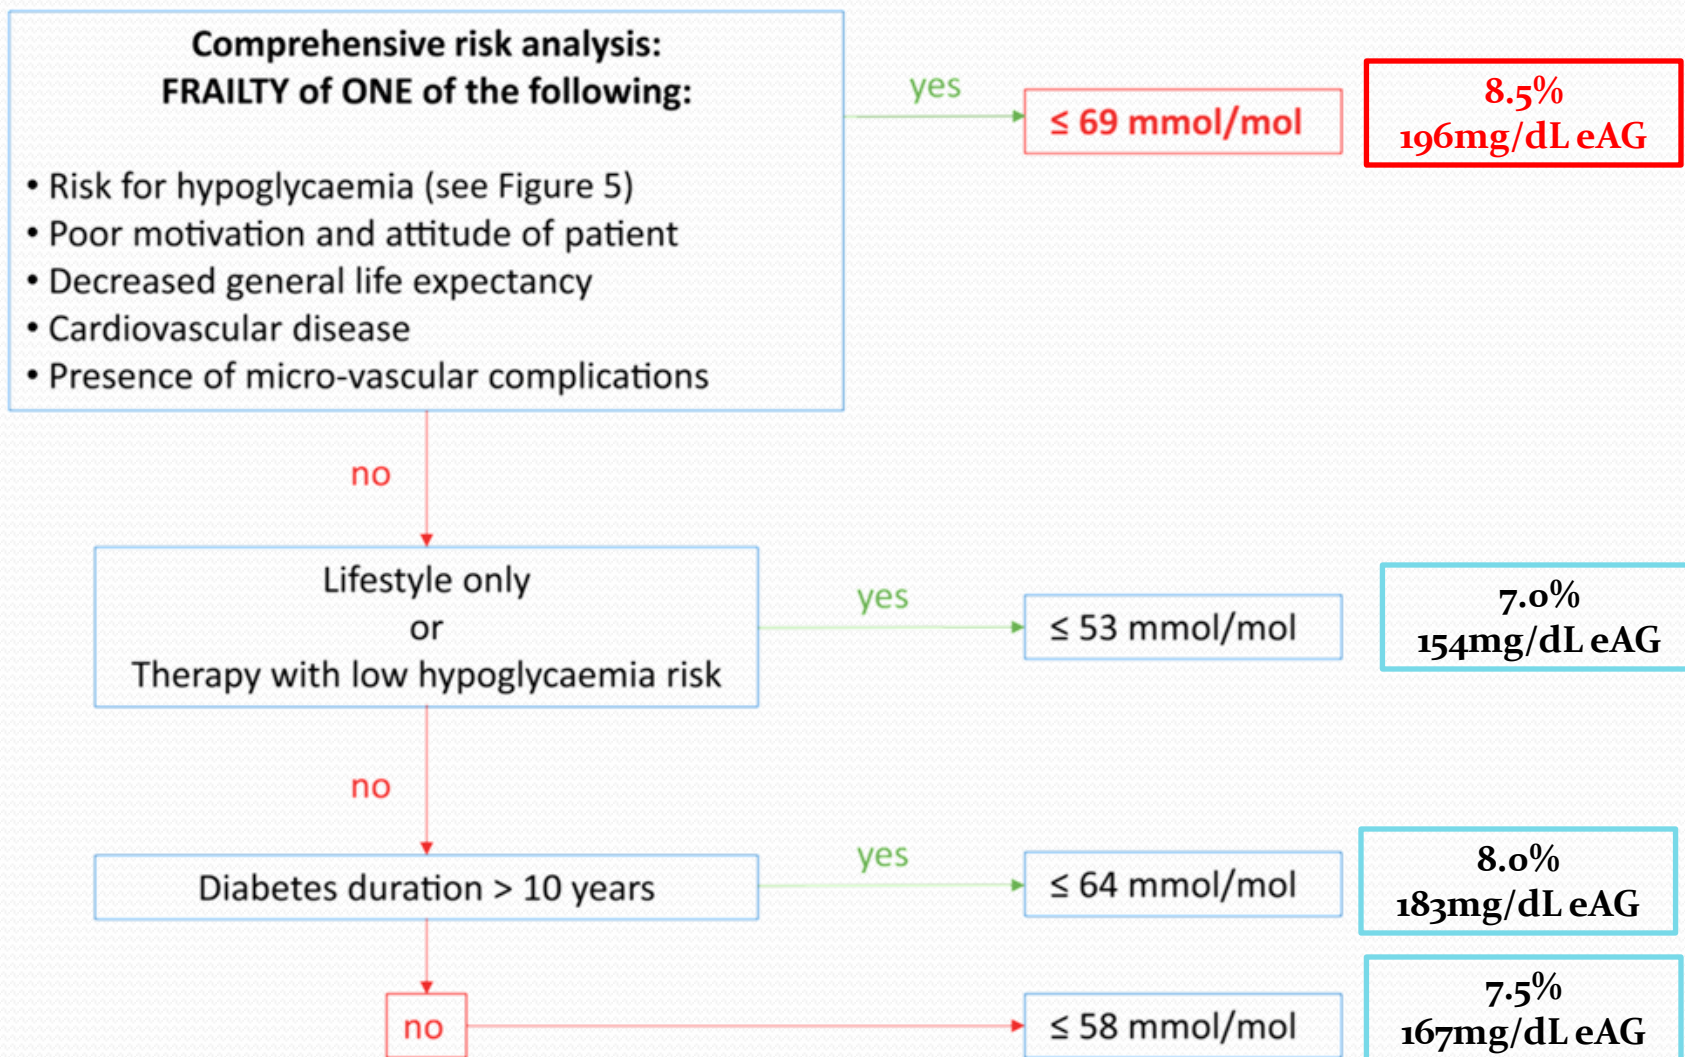 Comprehensive risk analysis:
FRAILTY of ONE of the following:
• Risk for hypoglycaemia (see Figure 5)
• Poor motivation and attitude of patient
• Decreased general life expectancy
• Cardiovascular disease
• Presence of micro-vascular complications
yes
≤ 69 mmol/mol
8.5%
196mg/dL eAG
no
Lifestyle only
or
Therapy with low hypoglycaemia risk
yes
≤ 53 mmol/mol
7.0%
154mg/dL eAG
no
Diabetes duration > 10 years
yes
≤ 64 mmol/mol
8.0%
183mg/dL eAG
no
≤ 58 mmol/mol
7.5%
167mg/dL eAG